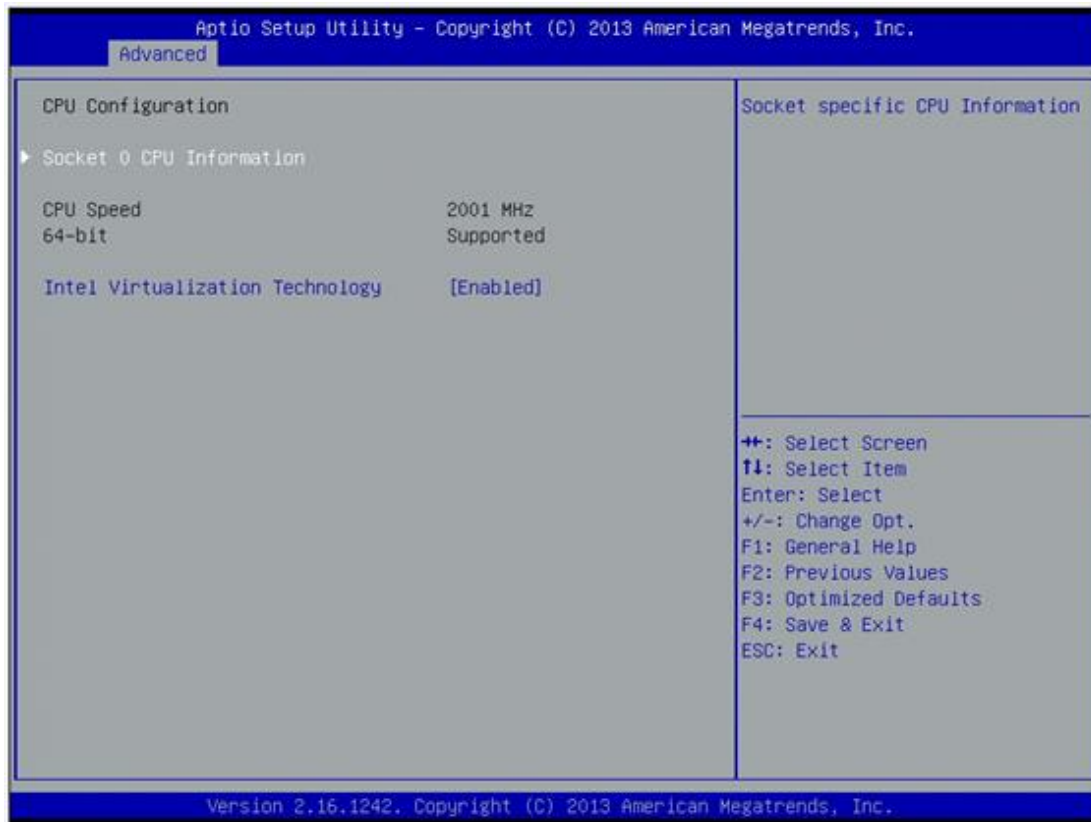 Aptio Setup Utility - Copyright (C) 2013 American Megatrends, Inc.
Advanced
CPU Configuration
Socket 0 CPU Information
CPU Speed 2001 MHz
64-bit Supported
Intel Virtualization Technology [Enabled]
Socket specific CPU Information
→←: Select Screen
↑↓: Select Item
Enter: Select
+/-: Change Opt.
F1: General Help
F2: Previous Values
F3: Optimized Defaults
F4: Save & Exit
ESC: Exit
Version 2.16.1242. Copyright (C) 2013 American Megatrends, Inc.